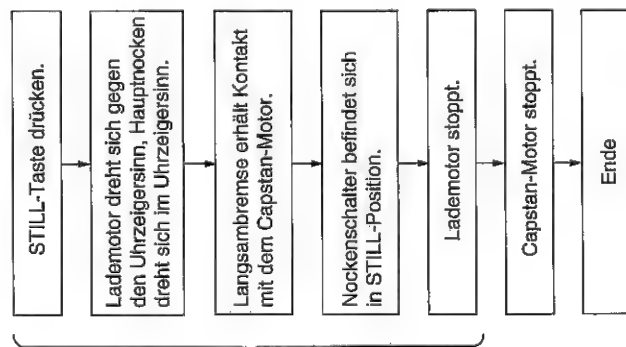 STILL-Taste drücken.
Lademotor dreht sich gegen
den Uhrzeigersinn, Hauptnocken
dreht sich im Uhrzeigersinn.
Langsambremse erhält Kontakt
mit dem Capstan-Motor.
Nockenschalter befindet sich
in STILL-Position.
Lademotor stoppt.
Capstan-Motor stoppt.
Ende